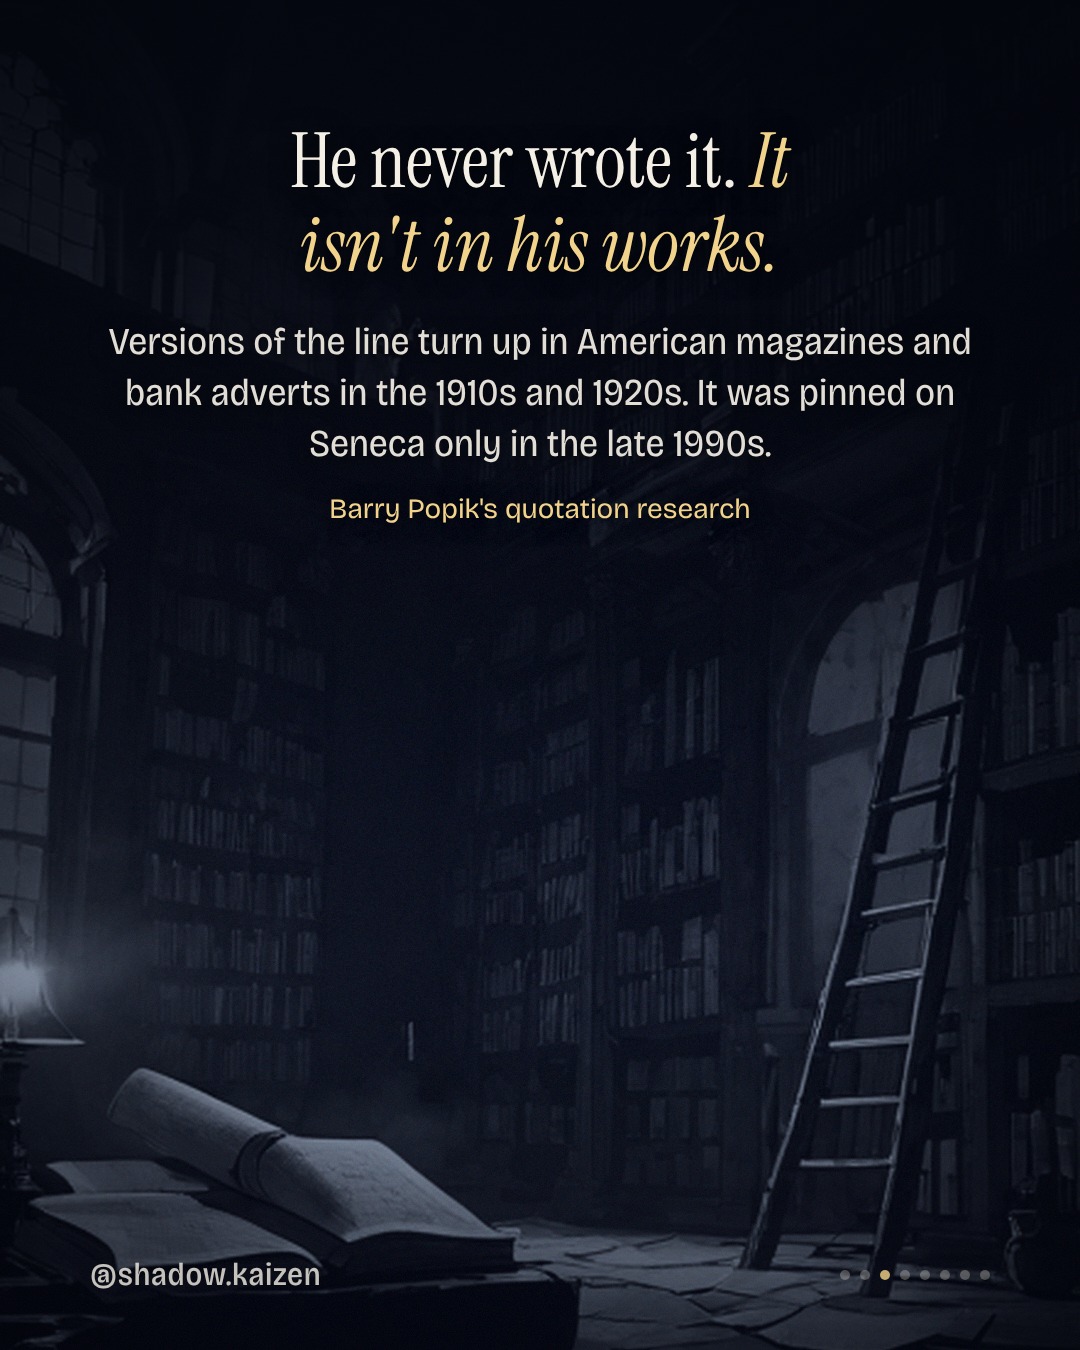 He never wrote it. It
isn't in his works.
Versions of the line turn up in American magazines and
bank adverts in the 1910s and 1920s. It was pinned on
Seneca only in the late 1990s.
Barry Popik's quotation research
@shadow.kaizen